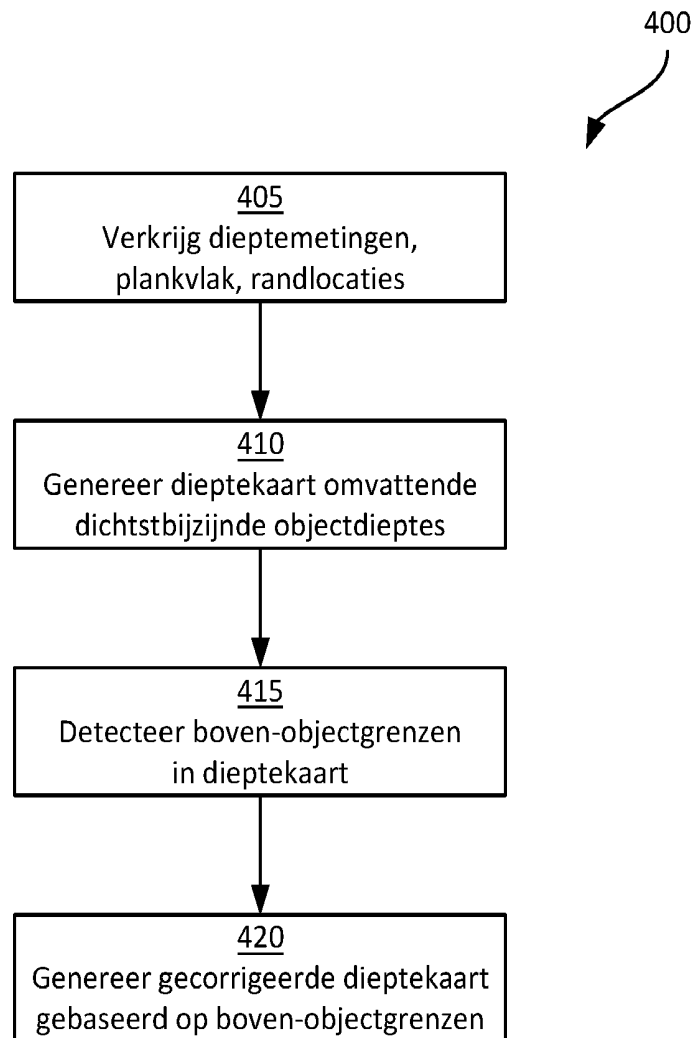 400
405
Verkrijg dieptemetingen,
plankvlak, randlocaties
410
Genereer dieptekaart omvattende
dichtstbijzijnde objectdieptes
415
Detecteer boven-objectgrenzen
in dieptekaart
420
Genereer gecorrigeerde dieptekaart
gebaseerd op boven-objectgrenzen